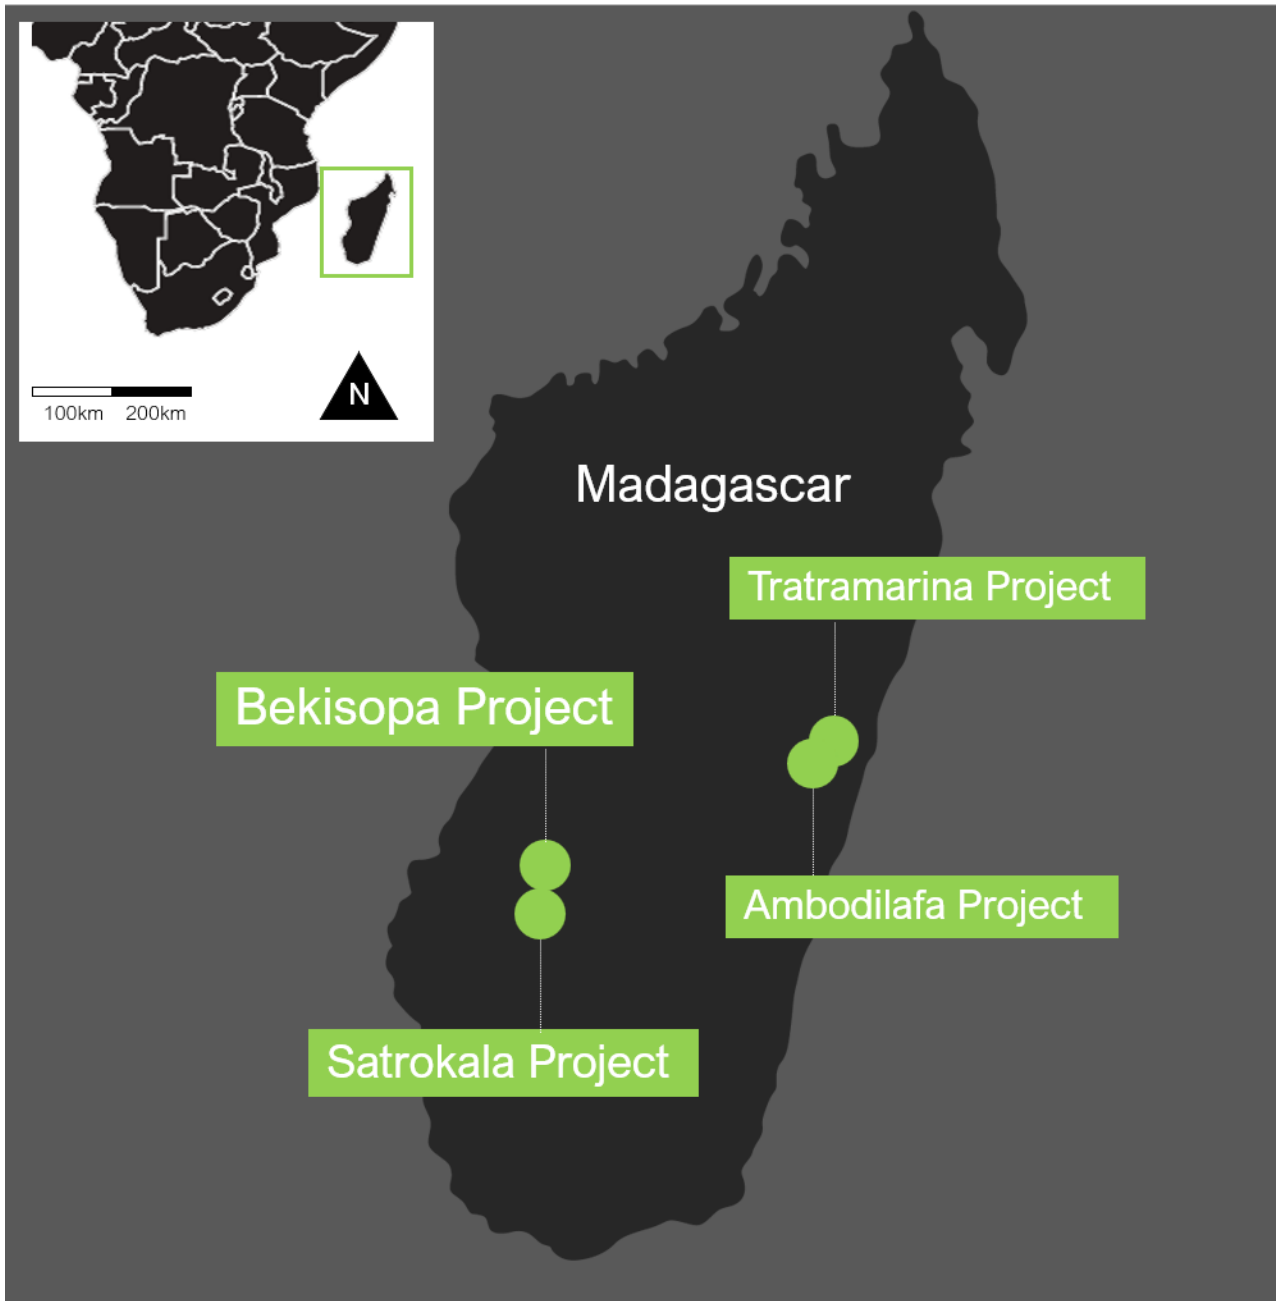 N
100km 200km
Madagascar
Tratramarina Project
Bekisopa Project
Ambodilafa Project
Satrokala Project